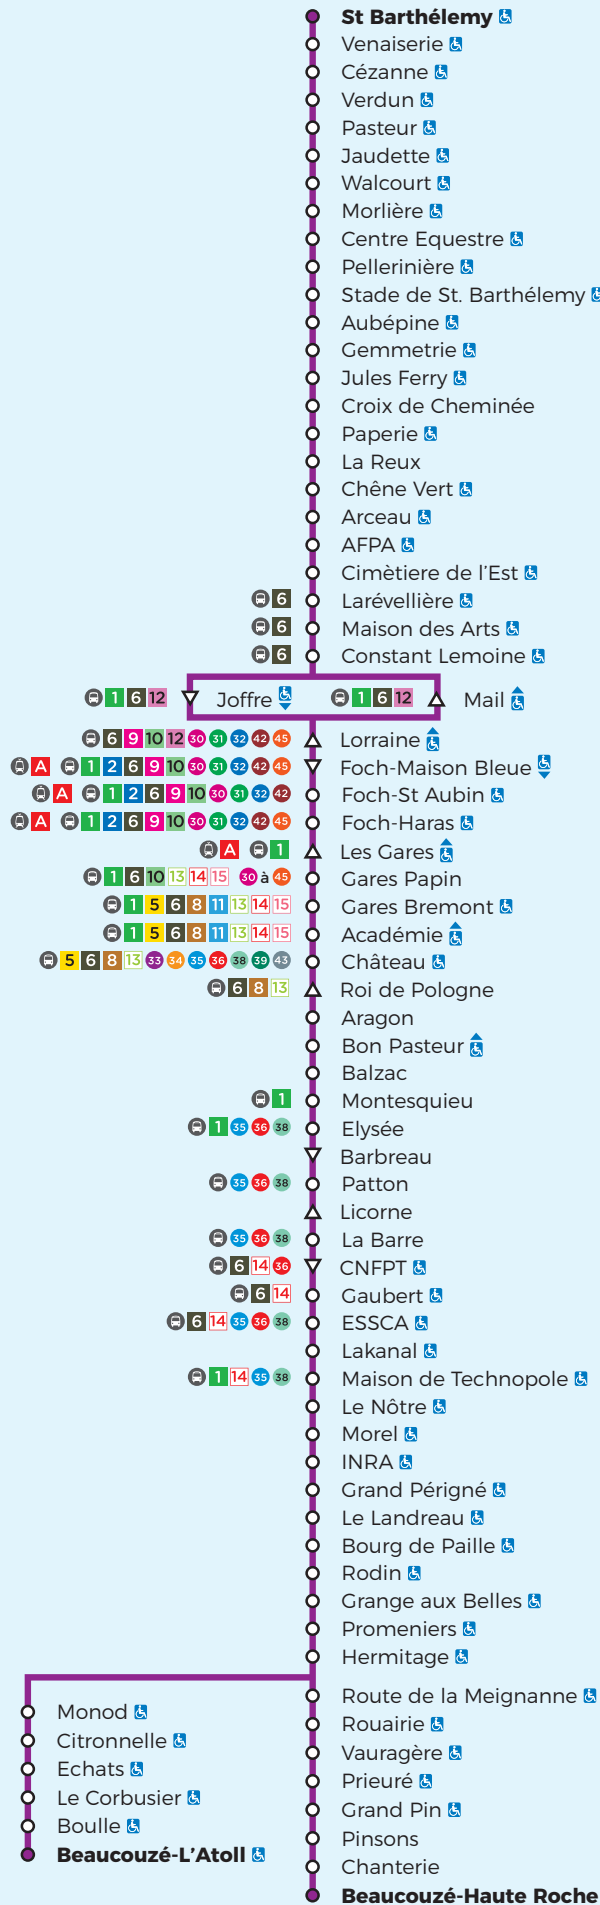 St Barthélemy
Venaiserie
Cézanne
Verdun
Pasteur
Jaudette
Walcourt
Morlière
Centre Equestre
Pellerinière
Stade de St. Barthélemy
Aubépine
Gemmetrie
Jules Ferry
Croix de Cheminée
Paperie
La Reux
Chêne Vert
Arceau
AFPA
Cimètiere de l'Est
6 Larévellière
6 Maison des Arts
6 Constant Lemoine
1 6 12 Joffre 1 6 12 Mail
6 9 10 12 30 31 32 42 45 Lorraine
A 1 2 6 9 10 30 31 32 42 45 Foch-Maison Bleue
A 1 2 6 9 10 30 31 32 42 Foch-St Aubin
A 1 2 6 9 10 30 31 32 42 45 Foch-Haras
A 1 Les Gares
1 6 10 13 14 15 30 à 45 Gares Papin
1 5 6 8 11 13 14 15 Gares Bremont
1 5 6 8 11 13 14 15 Académie
5 6 8 13 33 34 35 36 38 39 43 Château
6 8 13 Roi de Pologne
Aragon
Bon Pasteur
Balzac
1 Montesquieu
1 35 36 38 Elysée
Barbreau
35 36 38 Patton
Licorne
35 36 38 La Barre
6 14 36 CNFPT
6 14 Gaubert
6 14 35 36 38 ESSCA
Lakanal
1 14 35 38 Maison de Technopole
Le Nôtre
Morel
INRA
Grand Périgné
Le Landreau
Bourg de Paille
Rodin
Grange aux Belles
Promeniers
Hermitage
Monod
Citronnelle
Echats
Le Corbusier
Boulle
Beaucouzé-L'Atoll
Route de la Meignanne
Rouairie
Vauragère
Prieuré
Grand Pin
Pinsons
Chanterie
Beaucouzé-Haute Roche